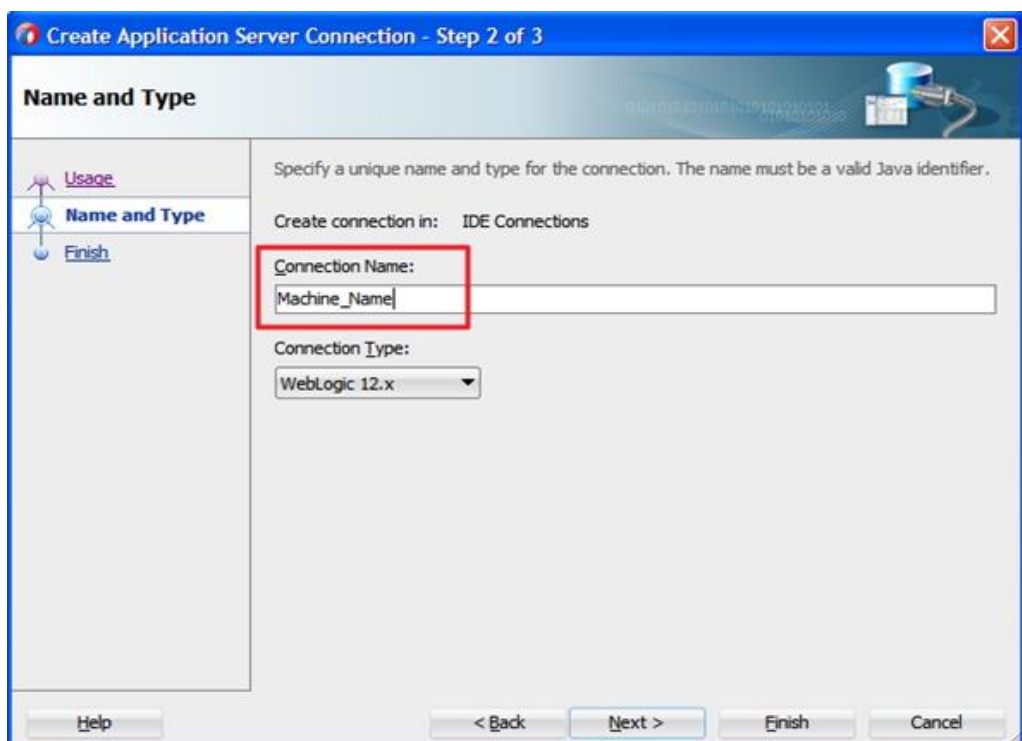 Create Application Server Connection - Step 2 of 3
Name and Type
Usage
Name and Type
Finish
Specify a unique name and type for the connection. The name must be a valid Java identifier.
Create connection in: IDE Connections
Connection Name:
Machine_Name
Connection Type:
WebLogic 12.x
Help
< Back
Next >
Finish
Cancel